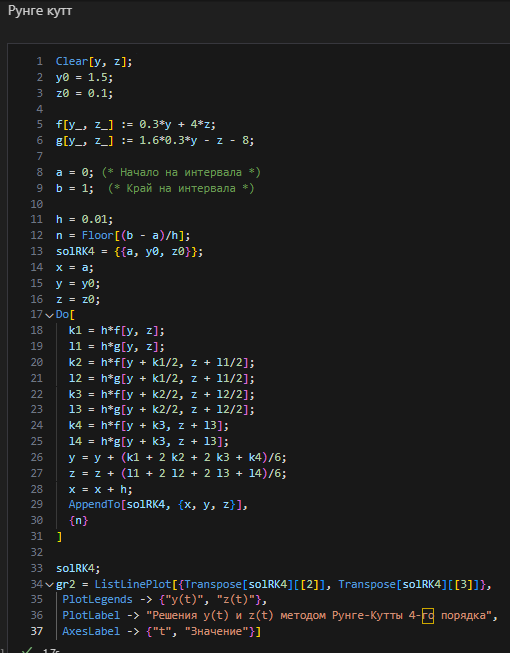 Рунге кутт
1 Clear[y, z];
2 y0 = 1.5;
3 z0 = 0.1;
4
5 f[y_, z_] := 0.3*y + 4*z;
6 g[y_, z_] := 1.6*0.3*y - z - 8;
7
8 a = 0; (* Начало на интервала *)
9 b = 1;  (* Край на интервала *)
10
11 h = 0.01;
12 n = Floor[(b - a)/h];
13 solRK4 = {{a, y0, z0}};
14 x = a;
15 y = y0;
16 z = z0;
17 Do[
18   k1 = h*f[y, z];
19   l1 = h*g[y, z];
20   k2 = h*f[y + k1/2, z + l1/2];
21   l2 = h*g[y + k1/2, z + l1/2];
22   k3 = h*f[y + k2/2, z + l2/2];
23   l3 = h*g[y + k2/2, z + l2/2];
24   k4 = h*f[y + k3, z + l3];
25   l4 = h*g[y + k3, z + l3];
26   y = y + (k1 + 2 k2 + 2 k3 + k4)/6;
27   z = z + (l1 + 2 l2 + 2 l3 + l4)/6;
28   x = x + h;
29   AppendTo[solRK4, {x, y, z}],
30   {n}
31 ]
32
33 solRK4;
34 gr2 = ListLinePlot[{Transpose[solRK4][[2]], Transpose[solRK4][[3]]},
35  PlotLegends -> {"y(t)", "z(t)"},
36  PlotLabel -> "Решения y(t) и z(t) методом Рунге-Кутты 4-го порядка",
37  AxesLabel -> {"t", "Значение"}]